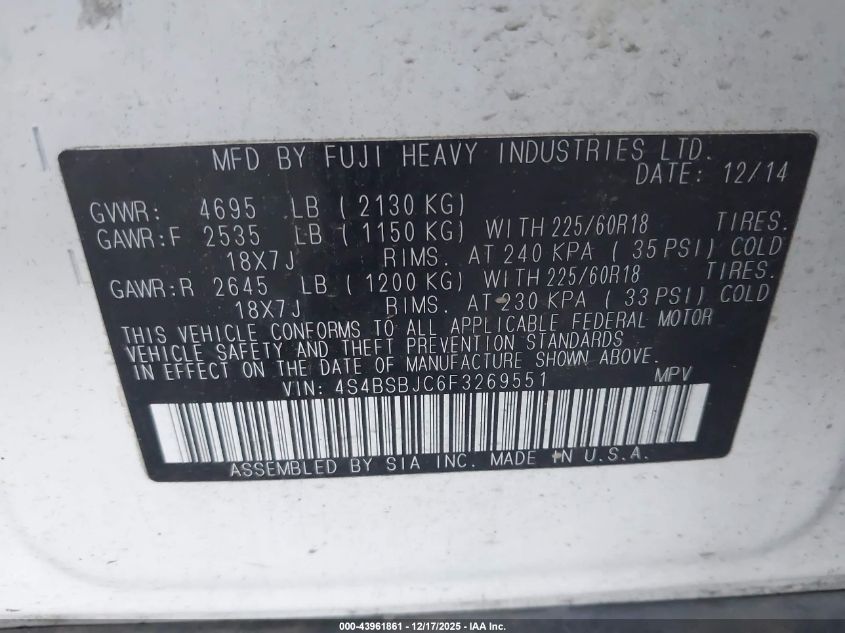 MFD BY FUJI HEAVY INDUSTRIES LTD.
DATE: 12/14
GVWR: 4695 LB ( 2130 KG)
GAWR:F 2535 LB ( 1150 KG) WITH 225/60R18 TIRES.
18X7J RIMS. AT 240 KPA ( 35 PSI) COLD
GAWR:R 2645 LB ( 1200 KG) WITH 225/60R18 TIRES.
18X7J RIMS. AT 230 KPA ( 33 PSI) COLD
THIS VEHICLE CONFORMS TO ALL APPLICABLE FEDERAL MOTOR
VEHICLE SAFETY AND THEFT PREVENTION STANDARDS
IN EFFECT ON THE DATE OF MANUFACTURE SHOWN ABOVE.
VIN: 4S4BSBJC6F3269551 MPV
ASSEMBLED BY SIA INC. MADE IN U.S.A.
000-43961861 - 12/17/2025 - IAA Inc.